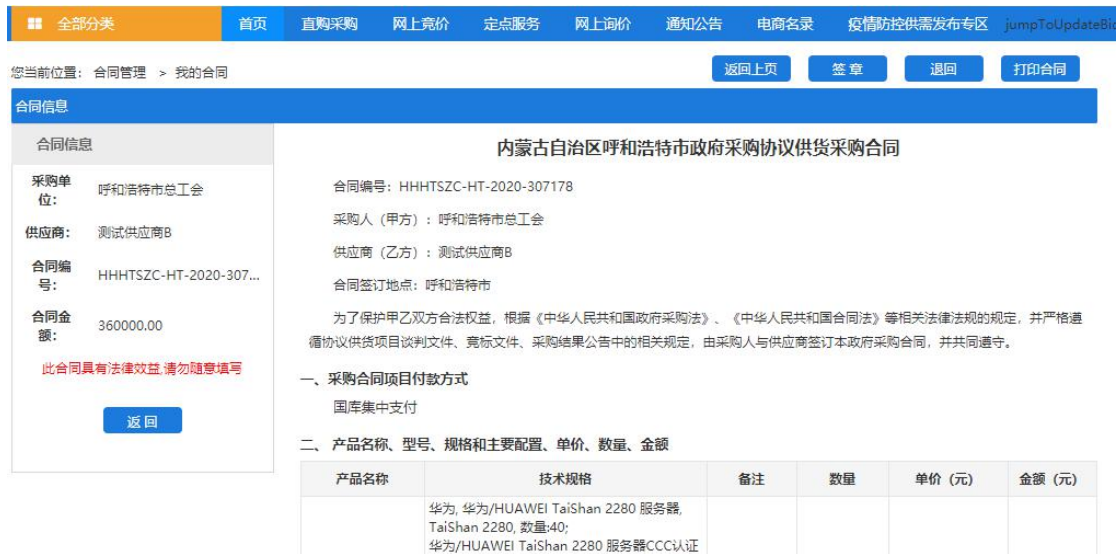 全部分类 首页 直购采购 网上竞价 定点服务 网上询价 通知公告 电商名录 疫情防控供需发布专区 jumpToUpdateBid
您当前位置： 合同管理 > 我的合同 返回上页 签章 退回 打印合同
合同信息
合同信息
采购单位： 呼和浩特市总工会
供应商： 测试供应商B
合同编号： HHHTSZC-HT-2020-307...
合同金额： 360000.00
此合同具有法律效益,请勿随意填写
返回
内蒙古自治区呼和浩特市政府采购协议供货采购合同
合同编号：HHHTSZC-HT-2020-307178
采购人（甲方）：呼和浩特市总工会
供应商（乙方）：测试供应商B
合同签订地点：呼和浩特市
为了保护甲乙双方合法权益，根据《中华人民共和国政府采购法》、《中华人民共和国合同法》等相关法律法规的规定，并严格遵
循协议供货项目谈判文件、竞标文件、采购结果公告中的相关规定，由采购人与供应商签订本政府采购合同，并共同遵守。
一、采购合同项目付款方式
国库集中支付
二、 产品名称、型号、规格和主要配置、单价、数量、金额
产品名称 技术规格 备注 数量 单价（元） 金额（元）
华为, 华为/HUAWEI TaiShan 2280 服务器,
TaiShan 2280, 数量:40;
华为/HUAWEI TaiShan 2280 服务器CCC认证